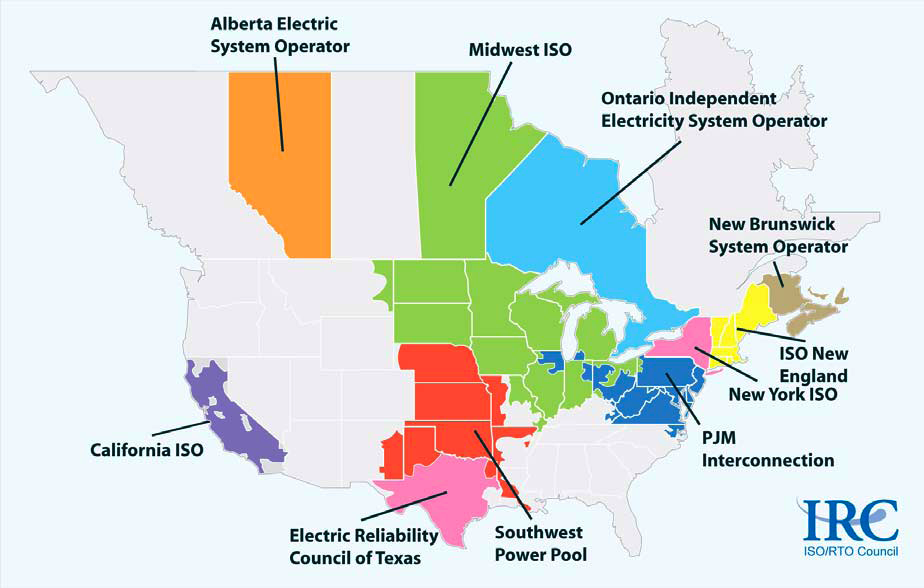 Alberta Electric
System Operator
Midwest ISO
Ontario Independent
Electricity System Operator
New Brunswick
System Operator
ISO New
England
New York ISO
PJM
Interconnection
California ISO
Electric Reliability
Council of Texas
Southwest
Power Pool
IRC
ISO/RTO Council